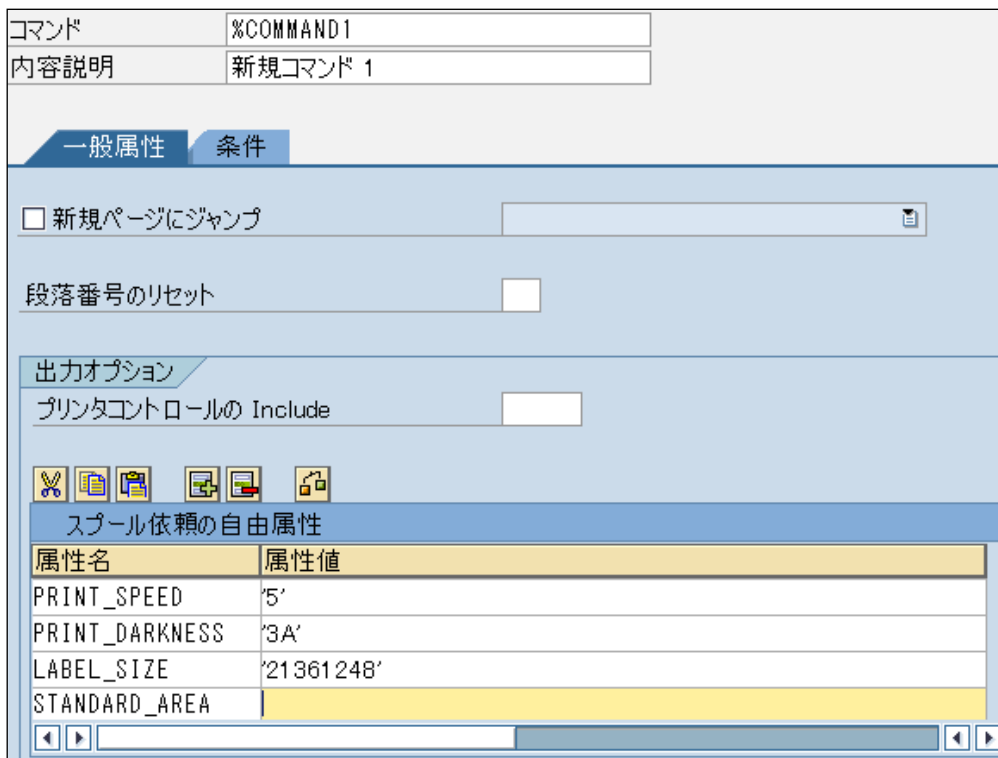 コマンド %COMMAND1
内容説明 新規コマンド 1
一般属性 条件
新規ページにジャンプ
段落番号のリセット
出力オプション
プリンタコントロールの Include
スプール依頼の自由属性
属性名 属性値
PRINT_SPEED '5'
PRINT_DARKNESS '3A'
LABEL_SIZE '21361248'
STANDARD_AREA